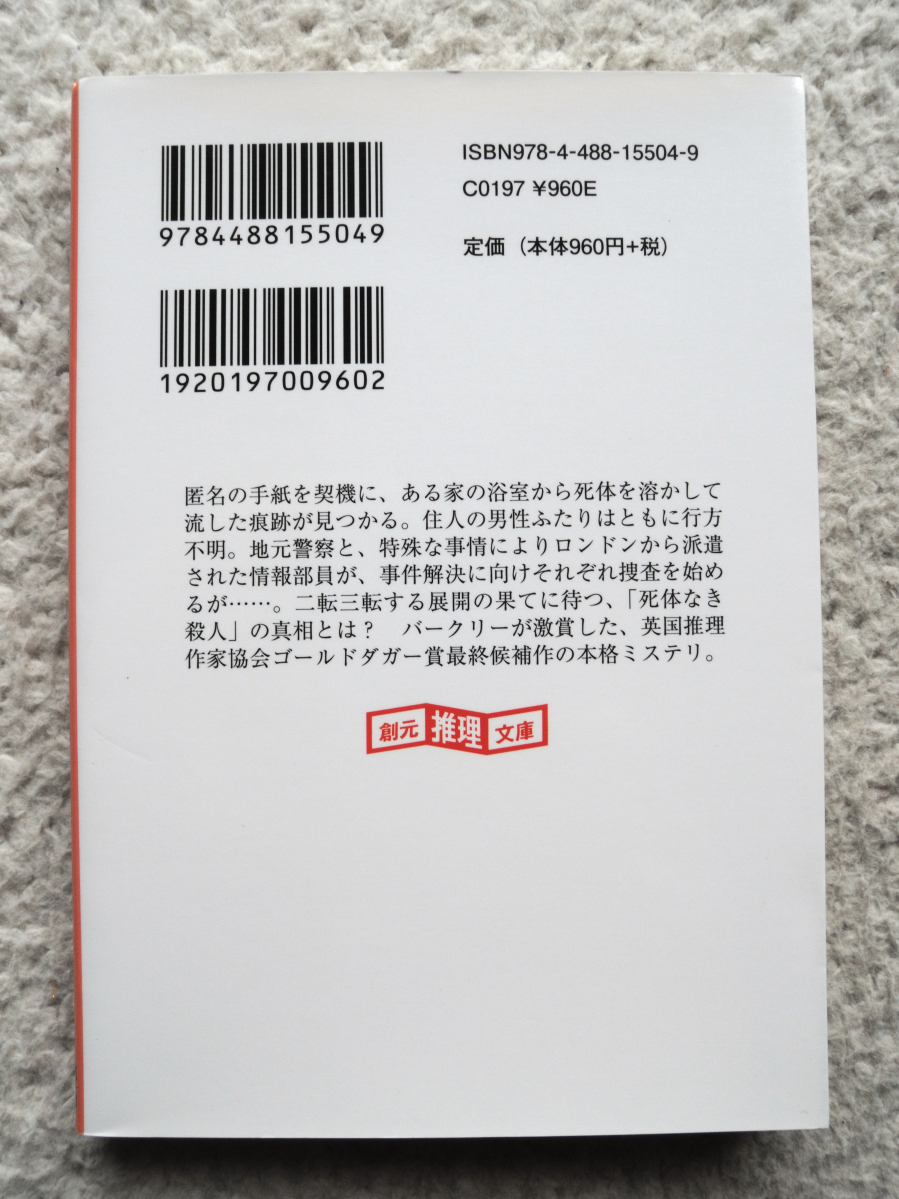 ISBN978-4-488-15504-9
C0197 ¥960E
9784488155049
定価（本体960円+税）
1920197009602
匿名の手紙を契機に、ある家の浴室から死体を溶かして
流した痕跡が見つかる。住人の男性ふたりはともに行方
不明。地元警察と、特殊な事情によりロンドンから派遣
された情報部員が、事件解決に向けそれぞれ捜査を始め
るが……。二転三転する展開の果てに待つ、「死体なき
殺人」の真相とは？　バークリーが激賞した、英国推理
作家協会ゴールドダガー賞最終候補作の本格ミステリ。
創元推理文庫